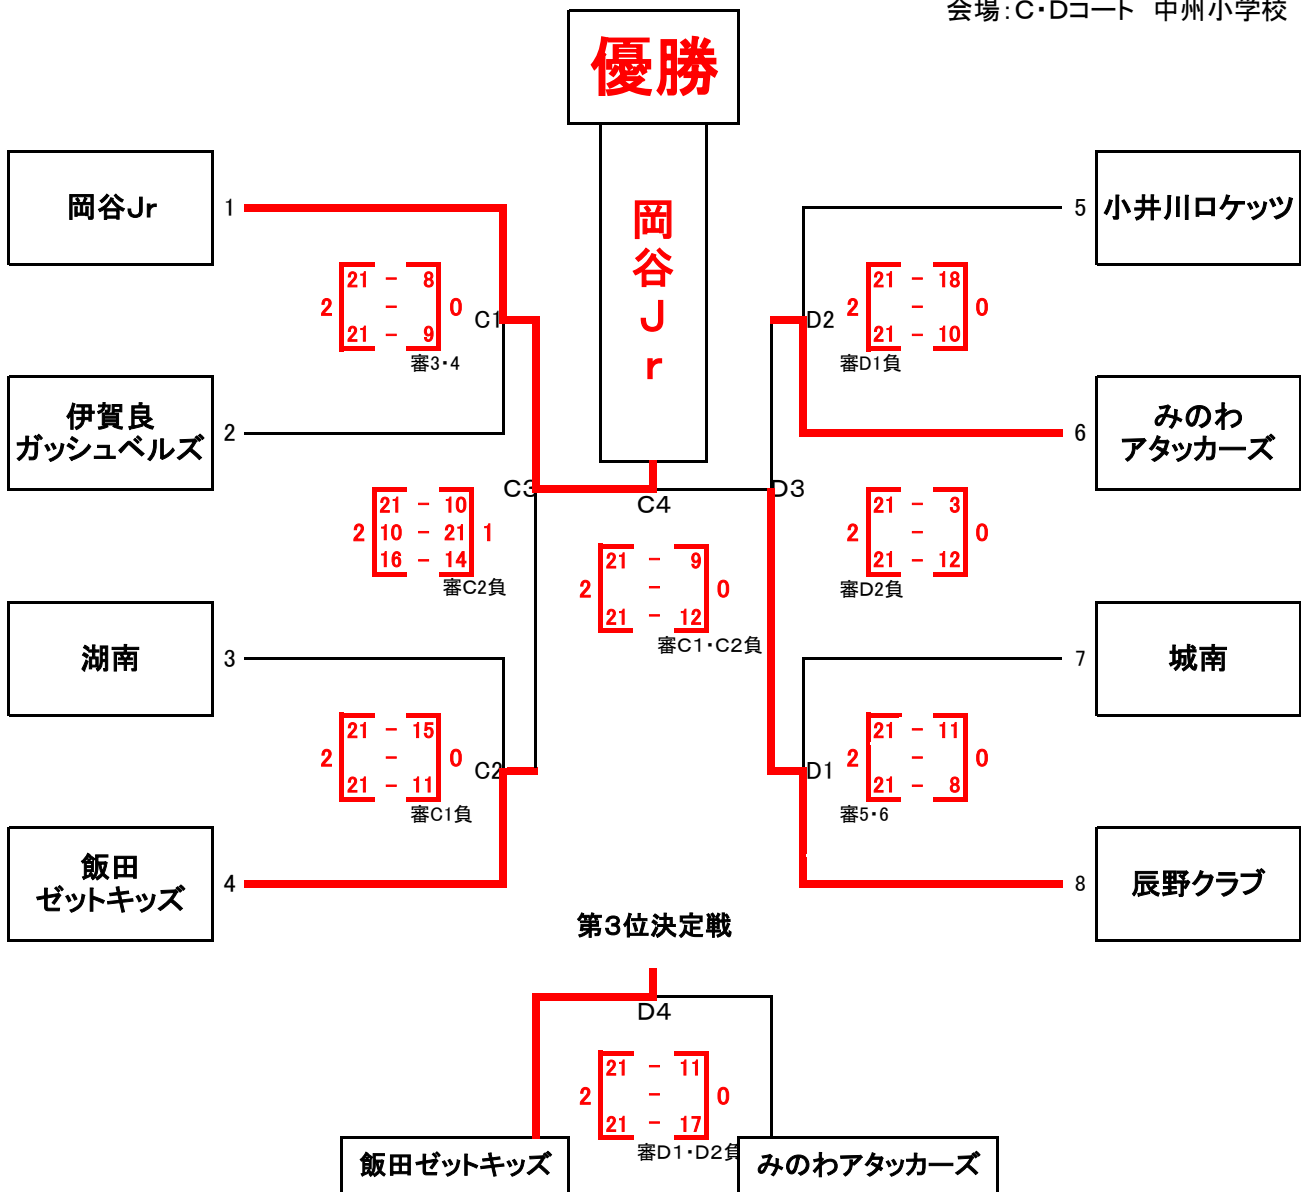 会場：C・Dコート　中州小学校
優勝
岡谷Jr
岡谷Jr
1
5
小井川ロケッツ
21 - 8
2 - 0
21 - 9
C1
審3・4
21 - 18
D2 2 - 0
21 - 10
審D1負
伊賀良
ガッシュベルズ
2
6
みのわ
アタッカーズ
C3
C4
D3
21 - 10
2 10 - 21 1
16 - 14
審C2負
21 - 9
2 - 0
21 - 12
審C1・C2負
21 - 3
2 - 0
21 - 12
審D2負
湖南
3
7
城南
21 - 15
2 - 0
21 - 11
C2
審C1負
21 - 11
D1 2 - 0
21 - 8
審5・6
飯田
ゼットキッズ
4
8
辰野クラブ
第3位決定戦
D4
21 - 11
2 - 0
21 - 17
審D1・D2負
飯田ゼットキッズ
みのわアタッカーズ